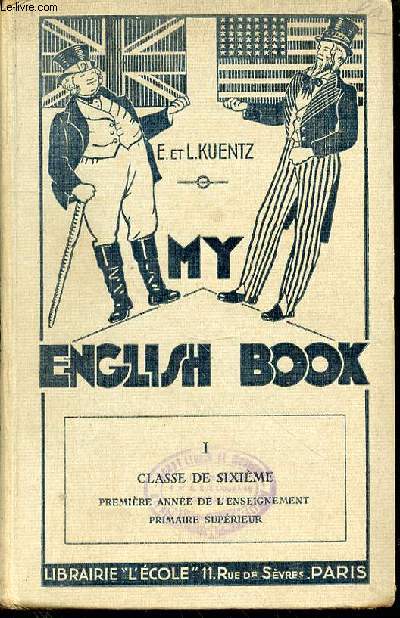 Le-livre.com
E. ET L. KUENTZ
MY
ENGLISH BOOK
I
CLASSE DE SIXIÈME
PREMIÈRE ANNÉE DE L'ENSEIGNEMENT
PRIMAIRE SUPÉRIEUR
LIBRAIRIE "L'ÉCOLE" 11. RUE DE SÈVRES. PARIS